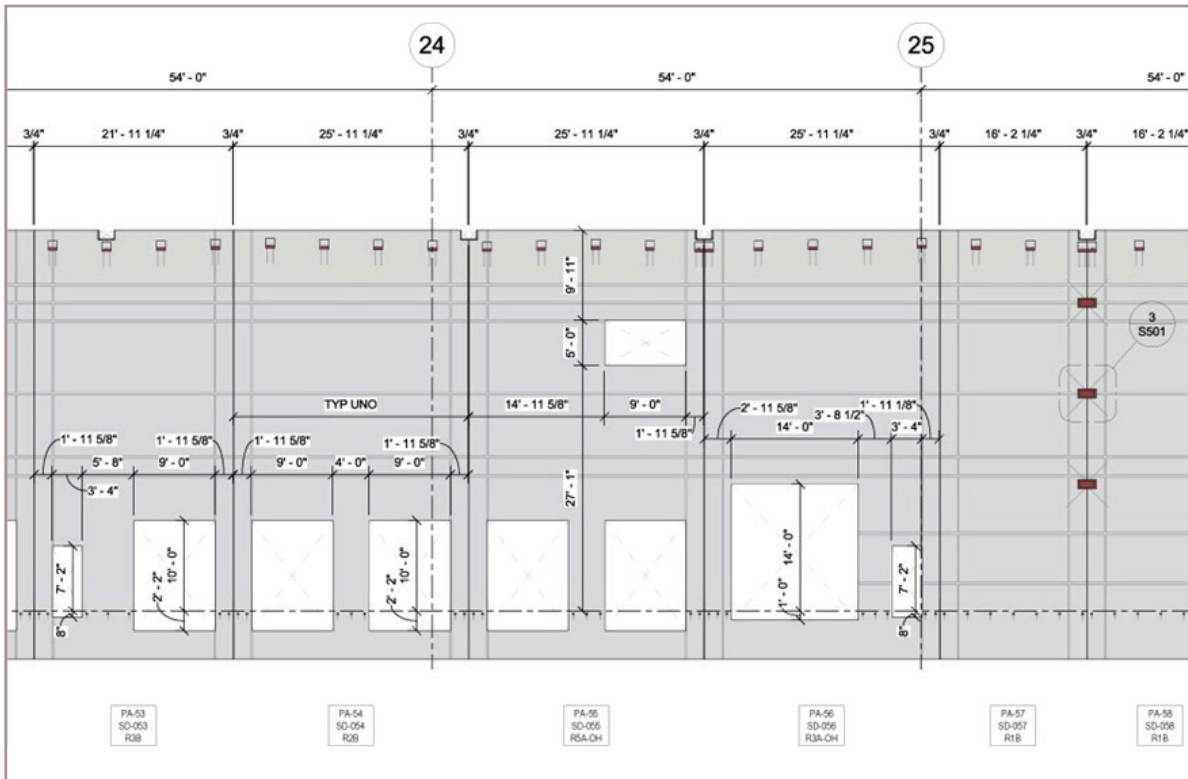 24
25
54' - 0"
54' - 0"
54' - 0"
3/4"
21' - 11 1/4"
3/4"
25' - 11 1/4"
3/4"
25' - 11 1/4"
3/4"
25' - 11 1/4"
3/4"
16' - 2 1/4"
3/4"
16' - 2 1/4"
9' - 11"
5' - 0"
3
S501
TYP UNO
14' - 11 5/8"
9' - 0"
1' - 11 5/8"
2' - 11 5/8"
1' - 11 1/8"
3' - 8 1/2"
14' - 0"
3' - 4"
1' - 11 5/8"
1' - 11 5/8"
1' - 11 5/8"
1' - 11 5/8"
5' - 8"
9' - 0"
9' - 0"
4' - 0"
9' - 0"
3' - 4"
27' - 1"
7' - 2"
8"
2' - 2"
10' - 0"
2' - 2"
10' - 0"
1' - 0"
14' - 0"
7' - 2"
8"
PA-53
SD-053
R3B
PA-54
SD-054
R2B
PA-55
SD-055
R5A-OH
PA-56
SD-056
R3A-OH
PA-57
SD-057
R1B
PA-58
SD-058
R1B